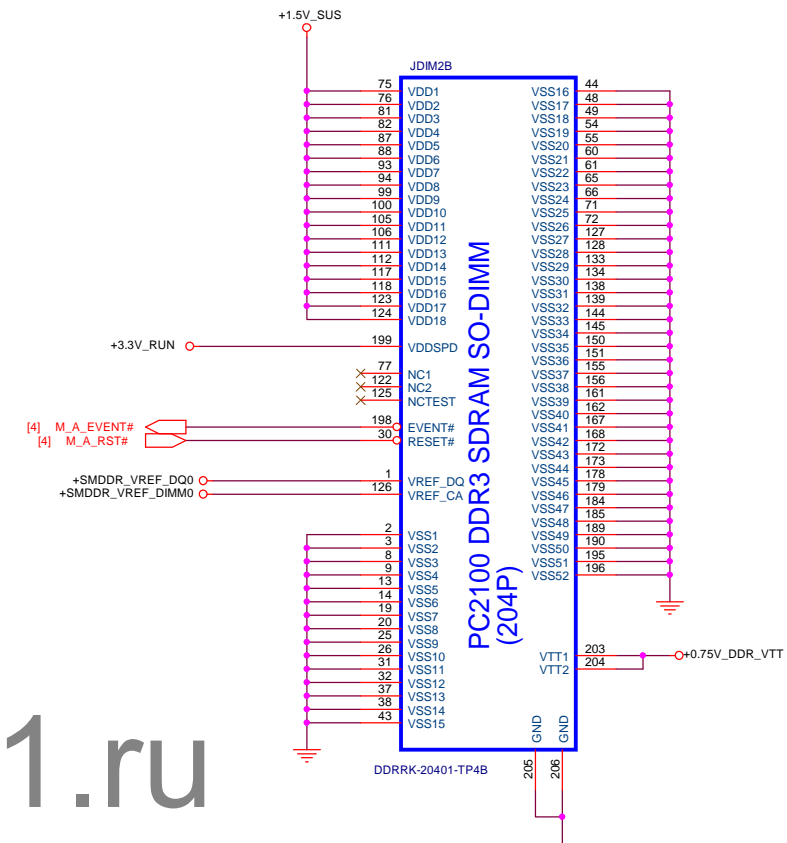 +1.5V_SUS
JDIM2B
75 VDD1 VSS16 44
76 VDD2 VSS17 48
81 VDD3 VSS18 49
82 VDD4 VSS19 54
87 VDD5 VSS20 55
88 VDD6 VSS21 60
93 VDD7 VSS22 61
94 VDD8 VSS23 65
99 VDD9 VSS24 66
100 VDD10 VSS25 71
105 VDD11 VSS26 72
106 VDD12 VSS27 127
111 VDD13 VSS28 128
112 VDD14 VSS29 133
117 VDD15 VSS30 134
118 VDD16 VSS31 138
123 VDD17 VSS32 139
124 VDD18 VSS33 144
VSS34 145
+3.3V_RUN 199 VDDSPD VSS35 150
VSS36 151
77 NC1 VSS37 155
122 NC2 VSS38 156
125 NCTEST VSS39 161
VSS40 162
[4] M_A_EVENT# 198 EVENT# VSS41 167
[4] M_A_RST# 30 RESET# VSS42 168
VSS43 172
VSS44 173
+SMDDR_VREF_DQ0 1 VREF_DQ VSS45 178
+SMDDR_VREF_DIMM0 126 VREF_CA VSS46 179
VSS47 184
VSS48 185
2 VSS1 VSS49 189
3 VSS2 VSS50 190
8 VSS3 VSS51 195
9 VSS4 VSS52 196
13 VSS5
14 VSS6
19 VSS7
20 VSS8
25 VSS9
26 VSS10 VTT1 203 +0.75V_DDR_VTT
31 VSS11 VTT2 204
32 VSS12
37 VSS13
38 VSS14
43 VSS15
PC2100 DDR3 SDRAM SO-DIMM
(204P)
GND GND
205 206
DDRRK-20401-TP4B
1.ru